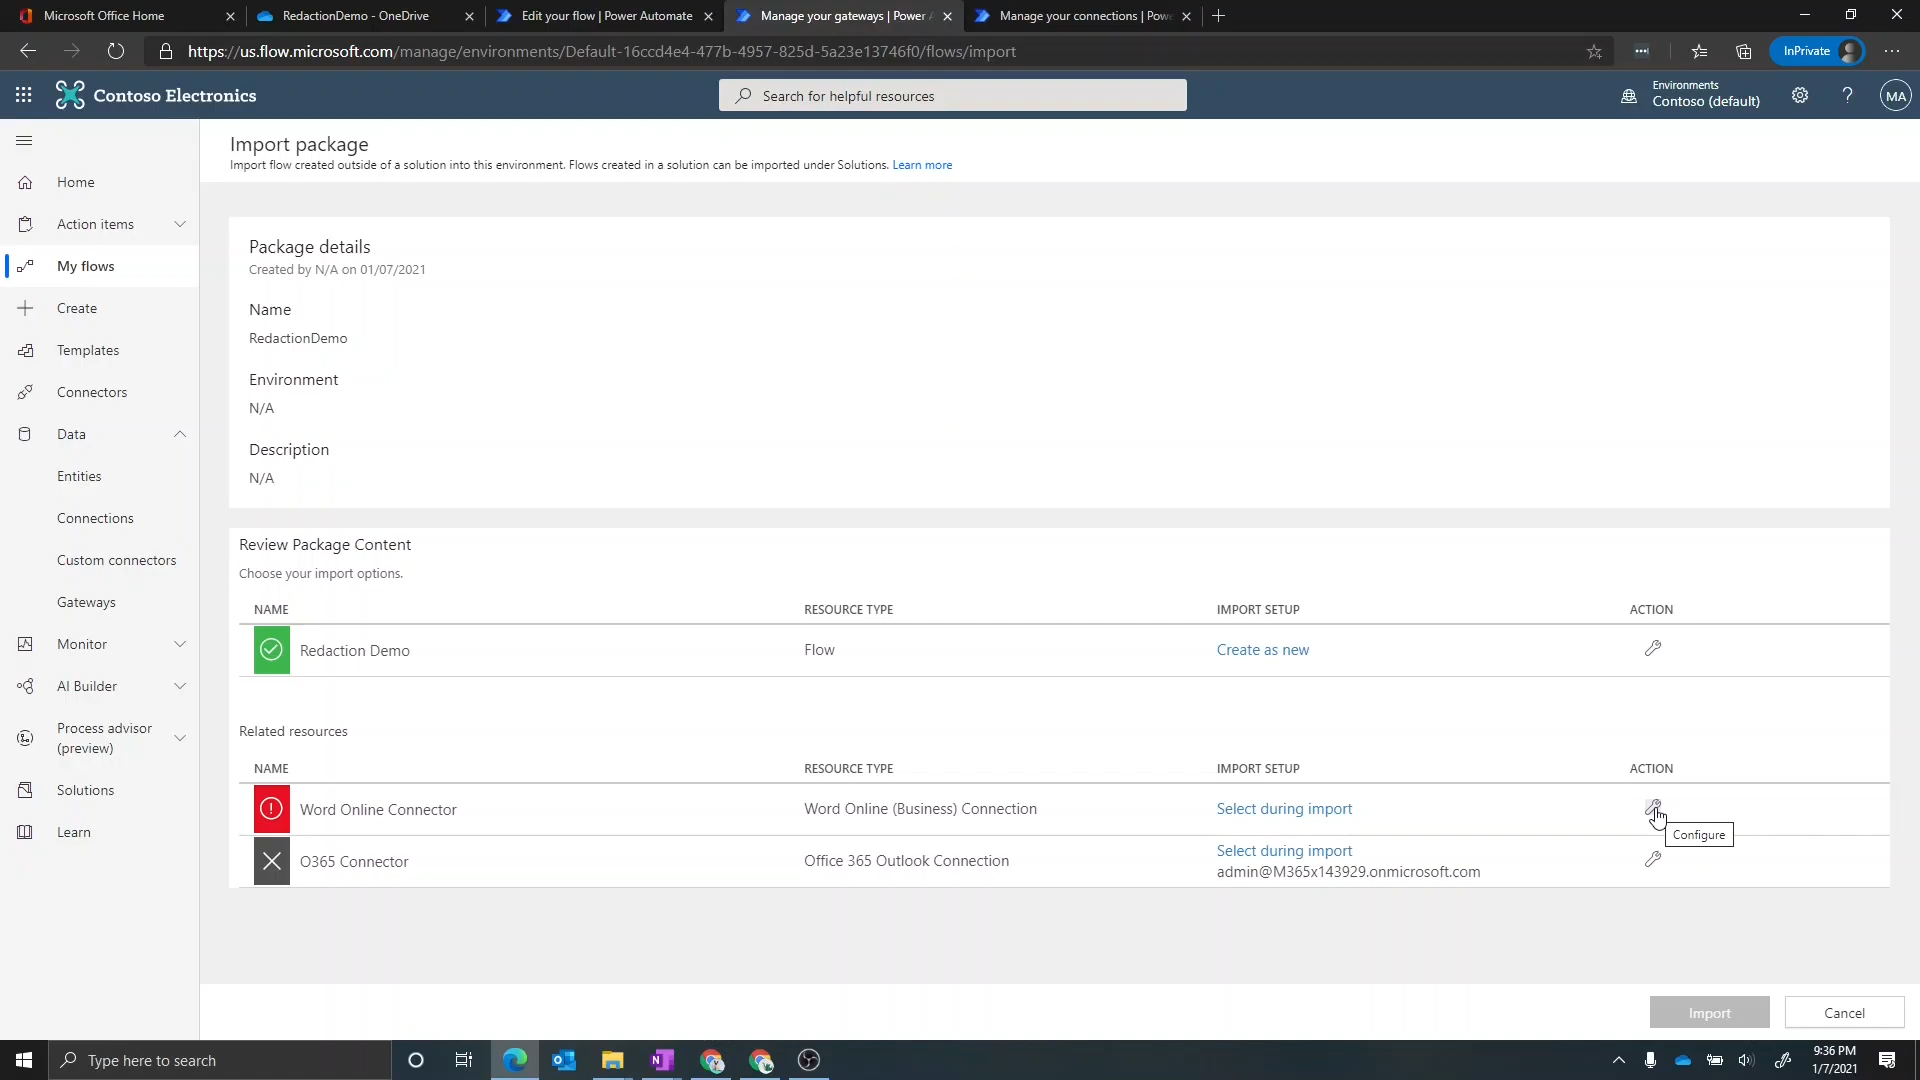 Microsoft Office Home
RedactionDemo - OneDrive
Edit your flow | Power Automate
Manage your gateways | Power A
Manage your connections | Powe
https://us.flow.microsoft.com/manage/environments/Default-16ccd4e4-477b-4957-825d-5a23e13746f0/flows/import
InPrivate
Contoso Electronics
Search for helpful resources
Environments
Contoso (default)
?
MA
Home
Action items
My flows
Create
Templates
Connectors
Data
Entities
Connections
Custom connectors
Gateways
Monitor
AI Builder
Process advisor
(preview)
Solutions
Learn
Import package
Import flow created outside of a solution into this environment. Flows created in a solution can be imported under Solutions. Learn more
Package details
Created by N/A on 01/07/2021
Name
RedactionDemo
Environment
N/A
Description
N/A
Review Package Content
Choose your import options.
NAME RESOURCE TYPE IMPORT SETUP ACTION
Redaction Demo Flow Create as new
Related resources
NAME RESOURCE TYPE IMPORT SETUP ACTION
Word Online Connector Word Online (Business) Connection Select during import
Configure
O365 Connector Office 365 Outlook Connection Select during import
admin@M365x143929.onmicrosoft.com
Import
Cancel
Type here to search
9:36 PM
1/7/2021